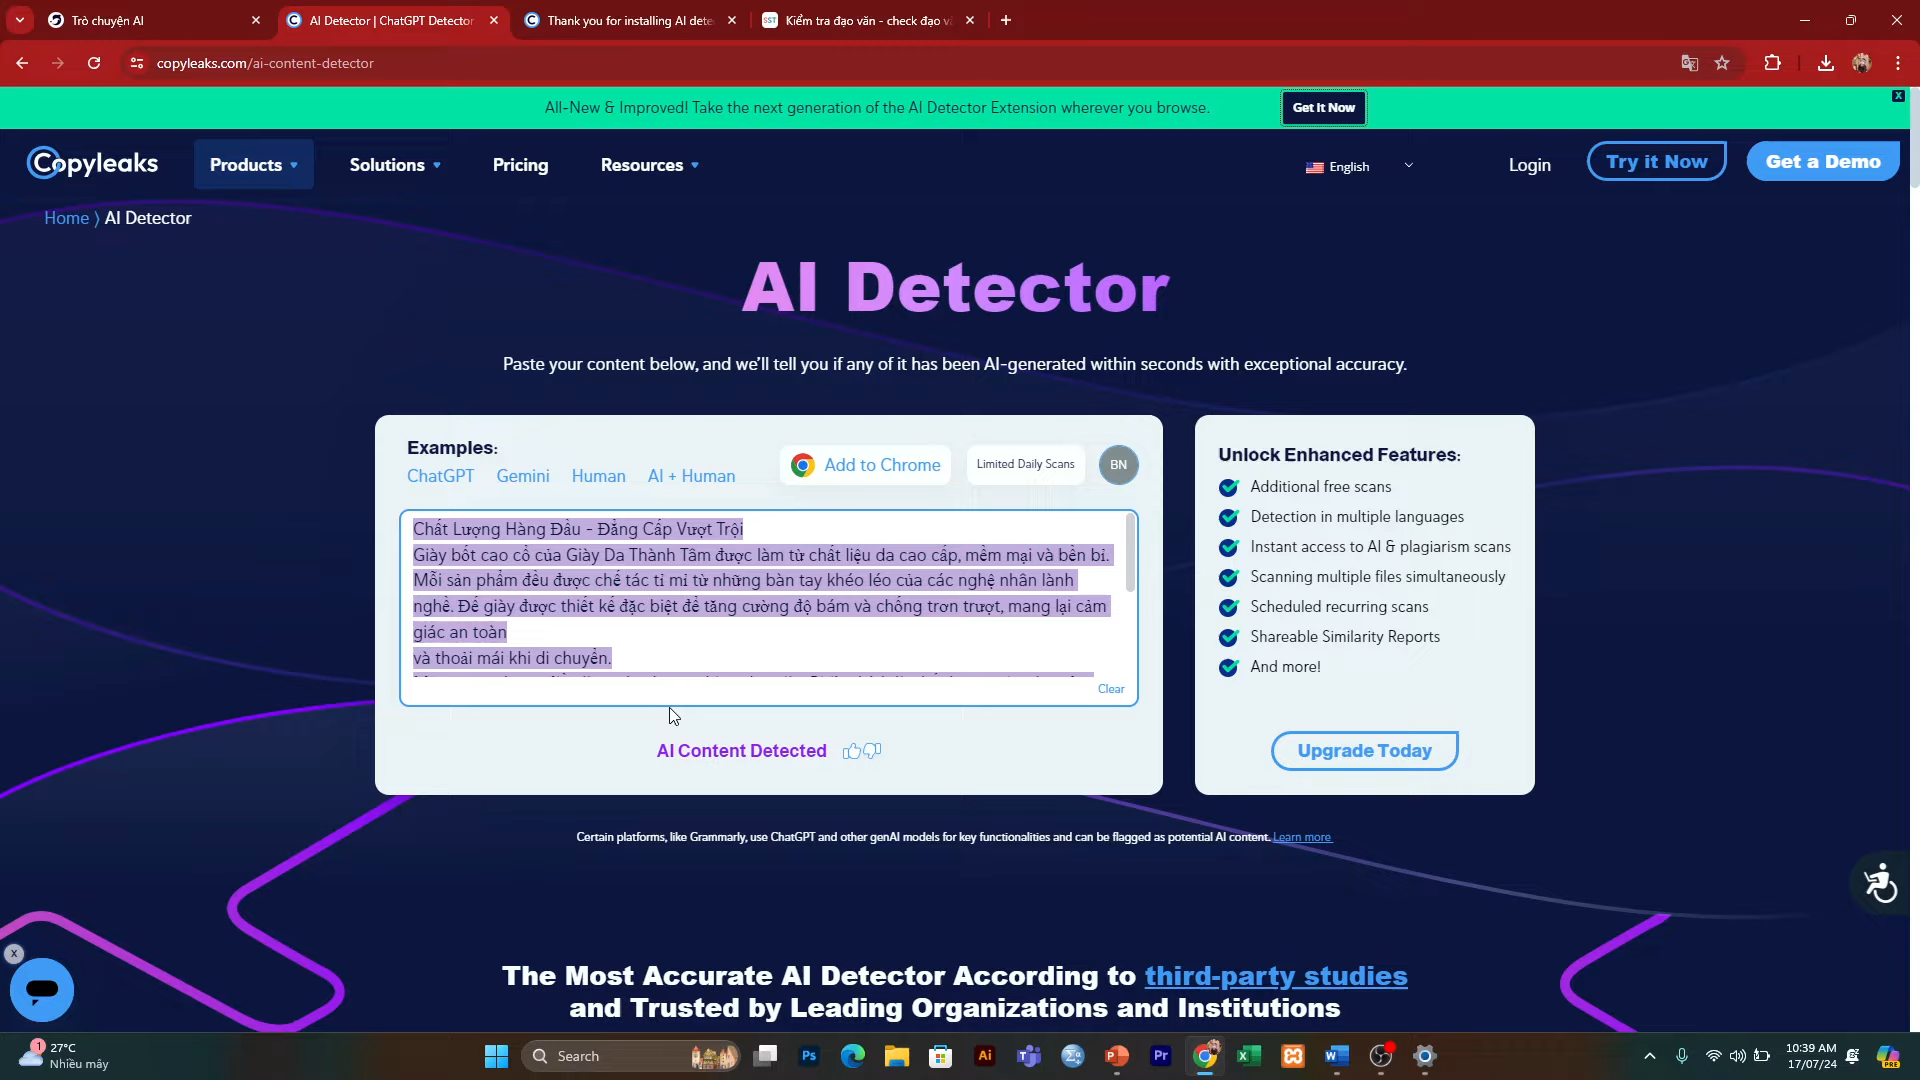 Trò chuyện AI
AI Detector | ChatGPT Detector
Thank you for installing AI dete
Kiểm tra đạo văn - check đạo v
copyleaks.com/ai-content-detector
All-New & Improved! Take the next generation of the AI Detector Extension wherever you browse.
Get It Now
X
Copyleaks
Products
Solutions
Pricing
Resources
English
Login
Try it Now
Get a Demo
Home ⟩ AI Detector
AI Detector
Paste your content below, and we'll tell you if any of it has been AI-generated within seconds with exceptional accuracy.
Examples:
ChatGPT Gemini Human AI + Human
Add to Chrome
Limited Daily Scans
BN
Chất Lượng Hàng Đầu - Đẳng Cấp Vượt Trội
Giày bốt cao cổ của Giày Da Thành Tâm được làm từ chất liệu da cao cấp, mềm mại và bền bỉ.
Mỗi sản phẩm đều được chế tác tỉ mỉ từ những bàn tay khéo léo của các nghệ nhân lành
nghề. Đế giày được thiết kế đặc biệt để tăng cường độ bám và chống trơn trượt, mang lại cảm
giác an toàn
và thoải mái khi di chuyển.
Clear
AI Content Detected
Unlock Enhanced Features:
Additional free scans
Detection in multiple languages
Instant access to AI & plagiarism scans
Scanning multiple files simultaneously
Scheduled recurring scans
Shareable Similarity Reports
And more!
Upgrade Today
Certain platforms, like Grammarly, use ChatGPT and other genAI models for key functionalities and can be flagged as potential AI content. Learn more
The Most Accurate AI Detector According to third-party studies
and Trusted by Leading Organizations and Institutions
x
1
27°C
Nhiều mây
Search
Ps
Ai
Pr
10:39 AM
17/07/24
PRE